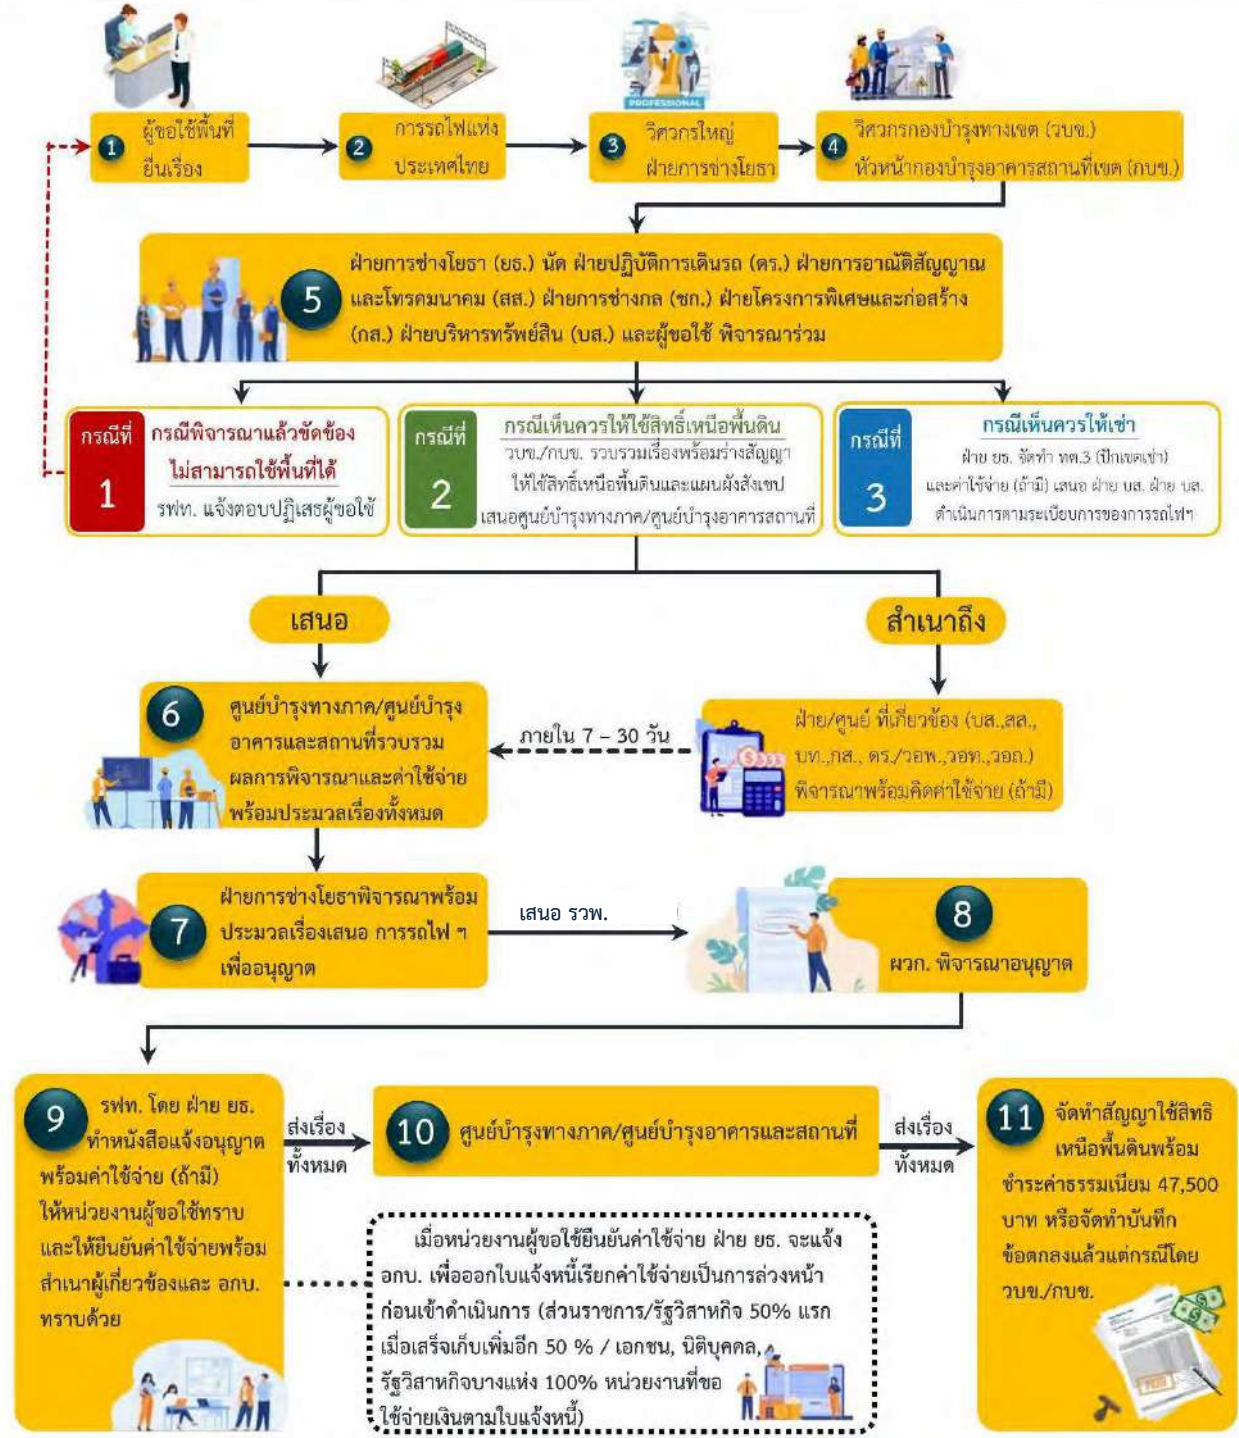 1
ผู้ขอใช้พื้นที่
ยื่นเรื่อง
2
การรถไฟแห่ง
ประเทศไทย
PROFESSIONAL
3
วิศวกรใหญ่
ฝ่ายการช่างโยธา
4
วิศวกรกองบำรุงทางเขต (วบข.)
หัวหน้ากองบำรุงอาคารสถานที่เขต (กบข.)
5
ฝ่ายการช่างโยธา (ยธ.) นัด ฝ่ายปฏิบัติการเดินรถ (ดร.) ฝ่ายการอาณัติสัญญาณ
และโทรคมนาคม (สส.) ฝ่ายการช่างกล (ชก.) ฝ่ายโครงการพิเศษและก่อสร้าง
(กส.) ฝ่ายบริหารทรัพย์สิน (บส.) และผู้ขอใช้ พิจารณาร่วม
กรณีที่
1
กรณีพิจารณาแล้วขัดข้อง
ไม่สามารถใช้พื้นที่ได้
รฟท. แจ้งตอบปฏิเสธผู้ขอใช้
กรณีที่
2
กรณีเห็นควรให้ใช้สิทธิ์เหนือพื้นดิน
วบข./กบข. รวบรวมเรื่องพร้อมร่างสัญญา
ให้ใช้สิทธิ์เหนือพื้นดินและแผนผังสังเขป
เสนอศูนย์บำรุงทางภาค/ศูนย์บำรุงอาคารสถานที่
กรณีที่
3
กรณีเห็นควรให้เช่า
ฝ่าย ยธ. จัดทำ ทต.3 (ปักเขตเช่า)
และค่าใช้จ่าย (ถ้ามี) เสนอ ฝ่าย บส. ฝ่าย บส.
ดำเนินการตามระเบียบการของการรถไฟฯ
เสนอ
สำเนาถึง
6
ศูนย์บำรุงทางภาค/ศูนย์บำรุง
อาคารและสถานที่รวบรวม
ผลการพิจารณาและค่าใช้จ่าย
พร้อมประมวลเรื่องทั้งหมด
ภายใน 7 – 30 วัน
ฝ่าย/ศูนย์ ที่เกี่ยวข้อง (บส.,สส.,
บท.,กส., ดร./วอพ.,วอท.,วอถ.)
พิจารณาพร้อมคิดค่าใช้จ่าย (ถ้ามี)
7
ฝ่ายการช่างโยธาพิจารณาพร้อม
ประมวลเรื่องเสนอ การรถไฟ ฯ
เพื่ออนุญาต
เสนอ รวพ.
8
ผวก. พิจารณาอนุญาต
9
รฟท. โดย ฝ่าย ยธ.
ทำหนังสือแจ้งอนุญาต
พร้อมค่าใช้จ่าย (ถ้ามี)
ให้หน่วยงานผู้ขอใช้ทราบ
และให้ยืนยันค่าใช้จ่ายพร้อม
สำเนาผู้เกี่ยวข้องและ อกบ.
ทราบด้วย
ส่งเรื่อง
ทั้งหมด
10
ศูนย์บำรุงทางภาค/ศูนย์บำรุงอาคารและสถานที่
ส่งเรื่อง
ทั้งหมด
11
จัดทำสัญญาใช้สิทธิ
เหนือพื้นดินพร้อม
ชำระค่าธรรมเนียม 47,500
บาท หรือจัดทำบันทึก
ข้อตกลงแล้วแต่กรณีโดย
วบข./กบข.
เมื่อหน่วยงานผู้ขอใช้ยืนยันค่าใช้จ่าย ฝ่าย ยธ. จะแจ้ง
อกบ. เพื่อออกใบแจ้งหนี้เรียกค่าใช้จ่ายเป็นการล่วงหน้า
ก่อนเข้าดำเนินการ (ส่วนราชการ/รัฐวิสาหกิจ 50% แรก
เมื่อเสร็จเก็บเพิ่มอีก 50 % / เอกชน, นิติบุคคล,
รัฐวิสาหกิจบางแห่ง 100% หน่วยงานที่ขอ
ใช้จ่ายเงินตามใบแจ้งหนี้)